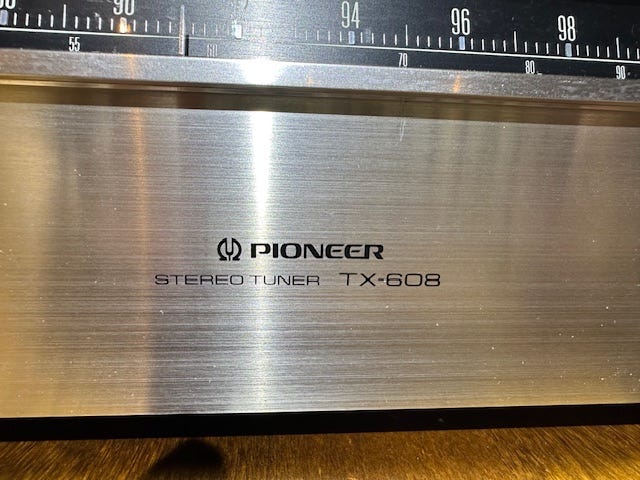 90 94 96 98
55 60 70 80 90
PIONEER
STEREO TUNER TX-608